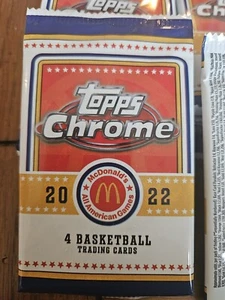 Topps
Chrome
McDonald's
All American Games
20 22
4 BASKETBALL
TRADING CARDS